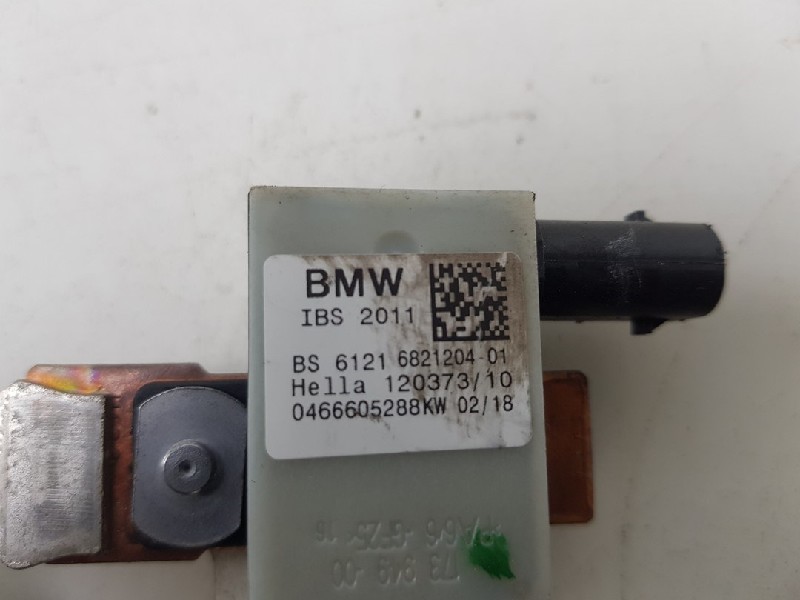 BMW
IBS 2011
BS 6121 6821204-01
Hella 120373/10
0466605288KW 02/18